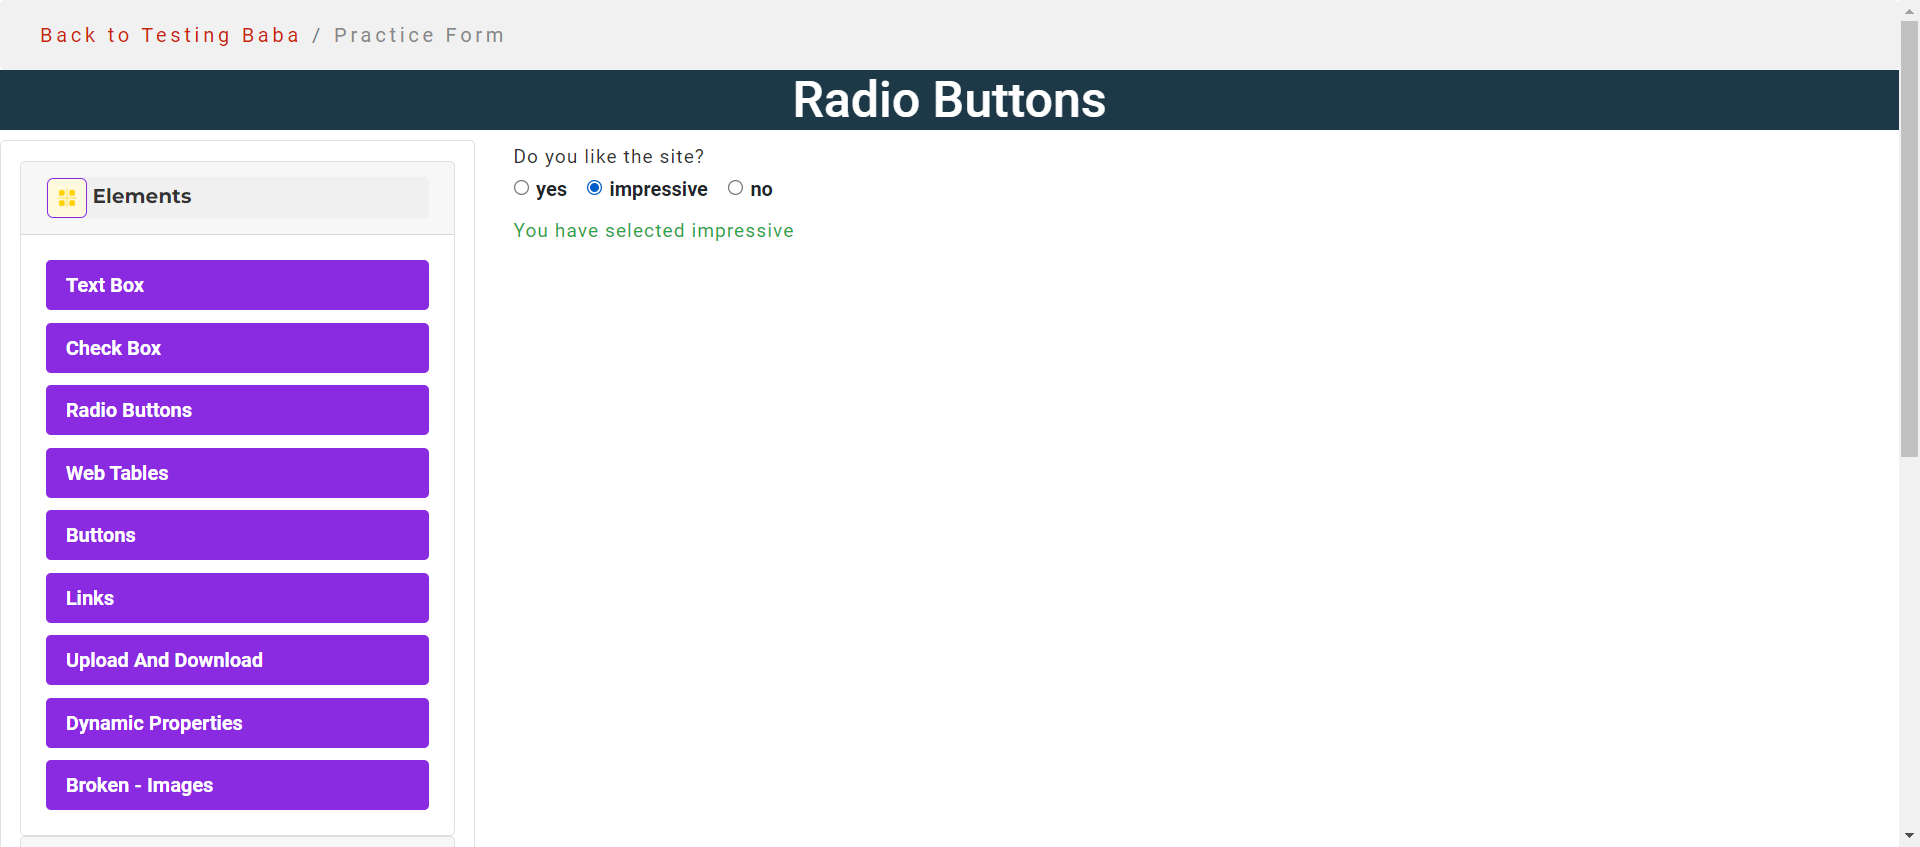 Back to Testing Baba / Practice Form
Radio Buttons
Elements
Text Box
Check Box
Radio Buttons
Web Tables
Buttons
Links
Upload And Download
Dynamic Properties
Broken - Images
Do you like the site?
yes impressive no
You have selected impressive